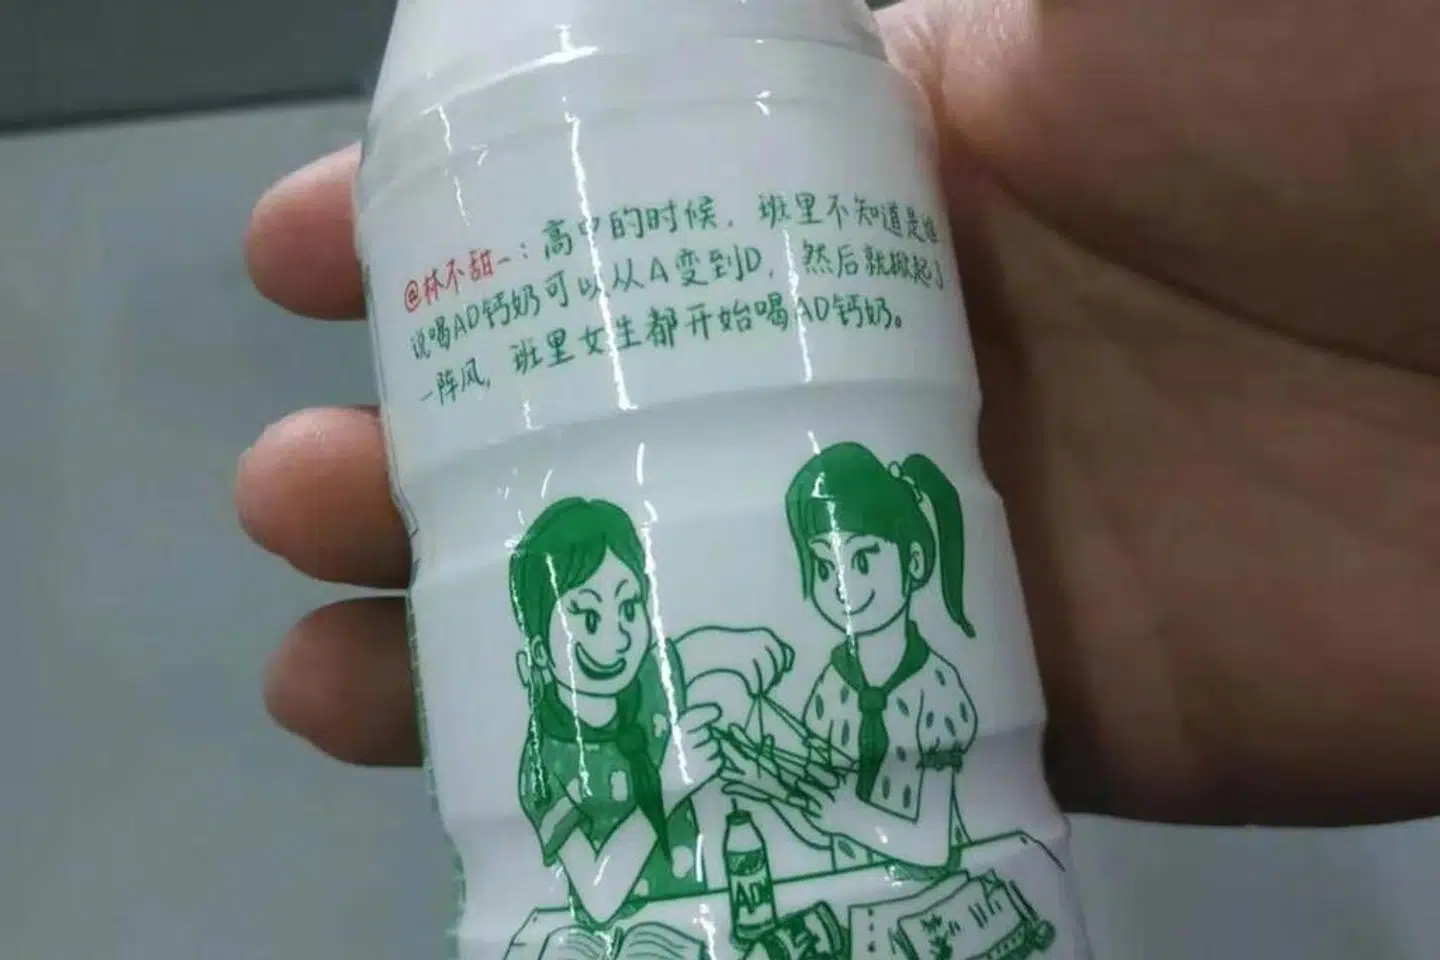 @林不甜一：高中的时候，班里不知道是谁
说喝AD钙奶可以从A变到D，然后就掀起了
一阵风，班里女生都开始喝AD钙奶。
AD